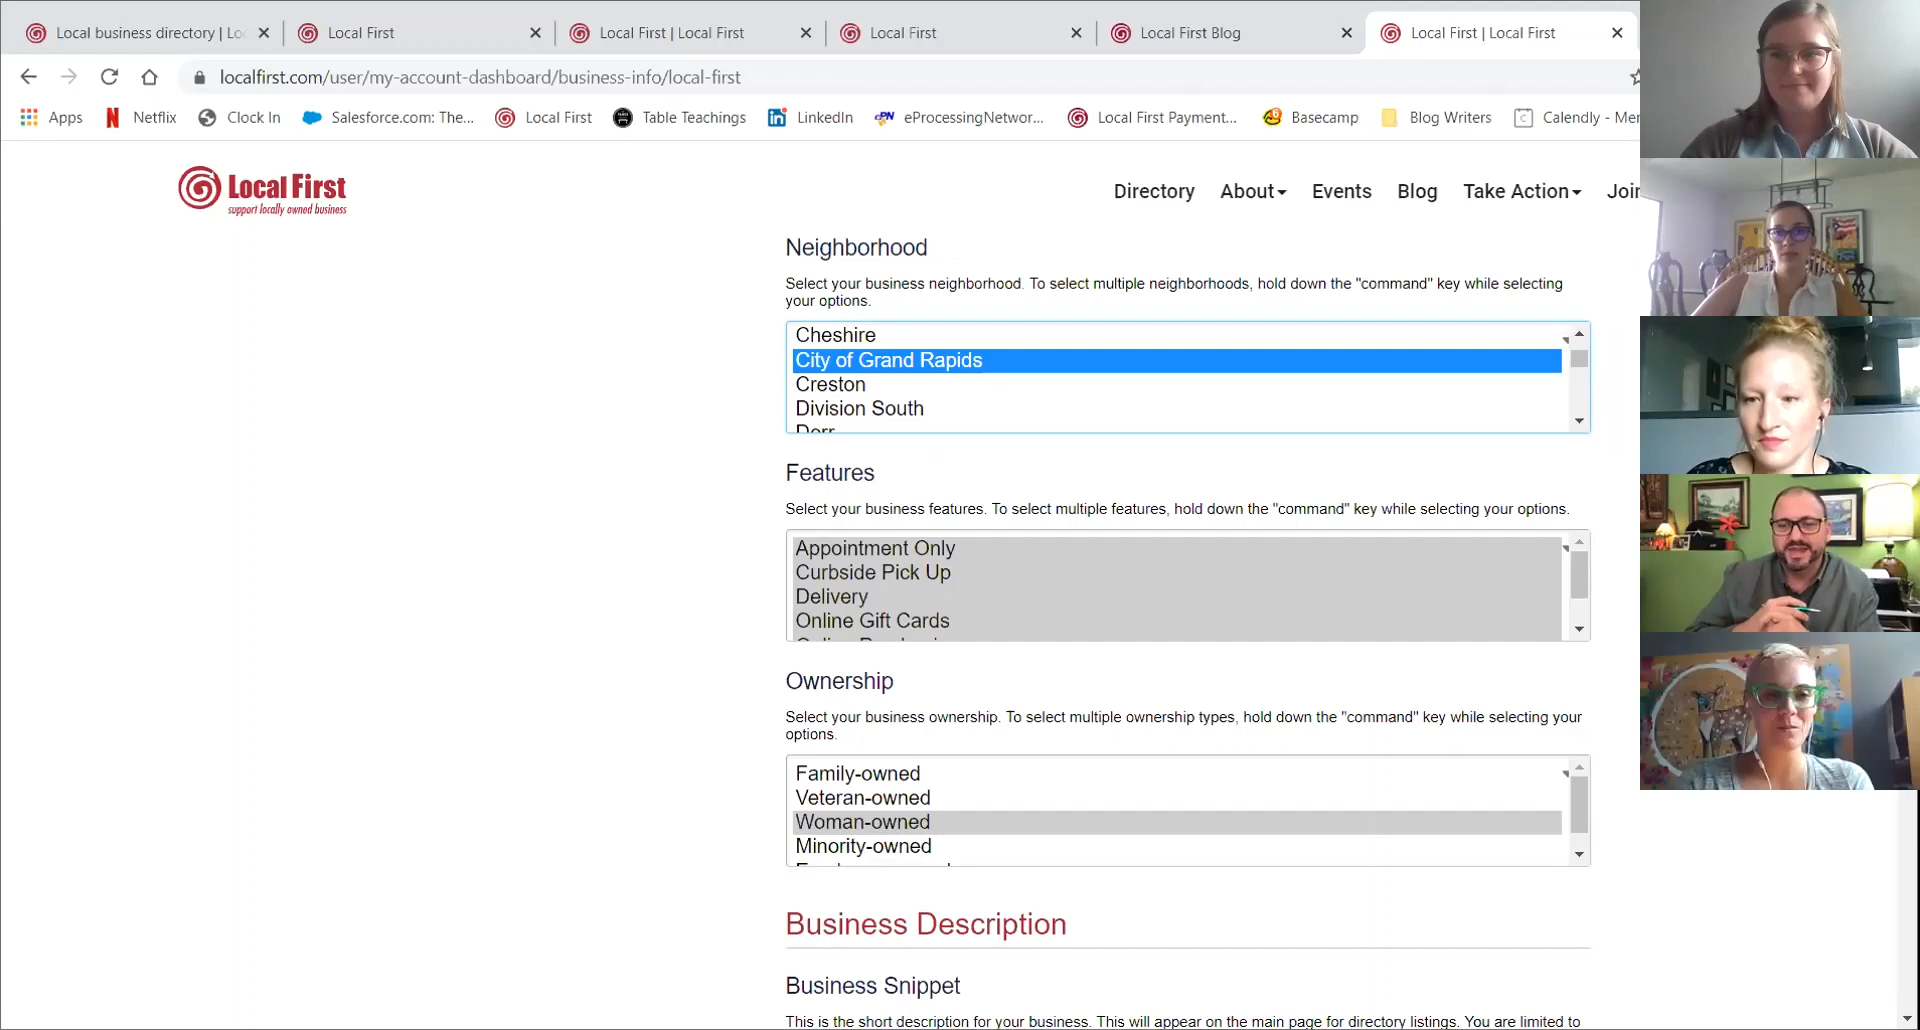 Local business directory | Lo
Local First
Local First | Local First
Local First
Local First Blog
Local First | Local First
localfirst.com/user/my-account-dashboard/business-info/local-first
Apps
Netflix
Clock In
Salesforce.com: The...
Local First
Table Teachings
LinkedIn
eProcessingNetwor...
Local First Payment...
Basecamp
Blog Writers
Calendly - Mer
Local First
support locally owned business
Directory
About
Events
Blog
Take Action
Join
Neighborhood
Select your business neighborhood. To select multiple neighborhoods, hold down the "command" key while selecting
your options.
Cheshire
City of Grand Rapids
Creston
Division South
Dorr
Features
Select your business features. To select multiple features, hold down the "command" key while selecting your options.
Appointment Only
Curbside Pick Up
Delivery
Online Gift Cards
Ownership
Select your business ownership. To select multiple ownership types, hold down the "command" key while selecting your
options.
Family-owned
Veteran-owned
Woman-owned
Minority-owned
Business Description
Business Snippet
This is the short description for your business. This will appear on the main page for directory listings. You are limited to